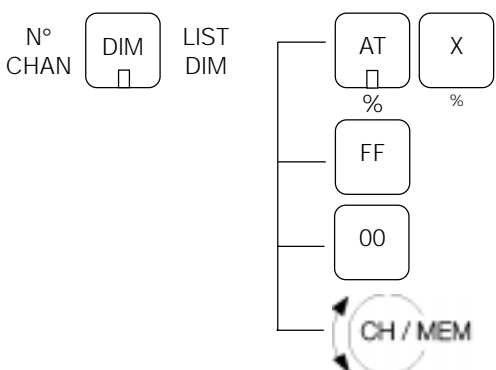 N°
CHAN
DIM
LIST
DIM
AT
X
%
%
FF
00
CH / MEM